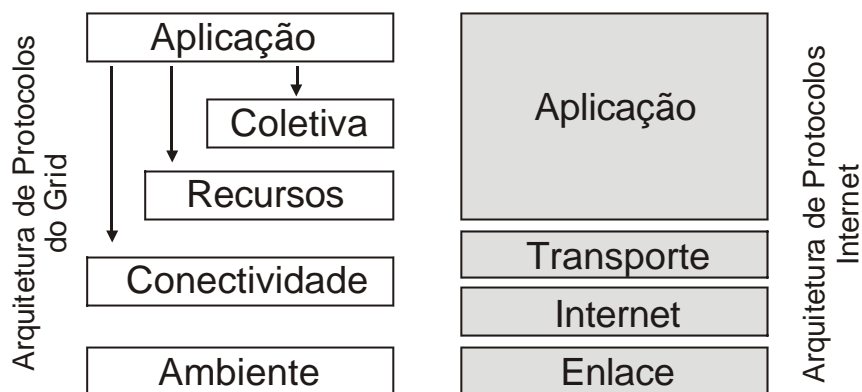 Arquitetura de Protocolos
do Grid
Aplicação
Coletiva
Recursos
Conectividade
Ambiente
Aplicação
Transporte
Internet
Enlace
Arquitetura de Protocolos
Internet